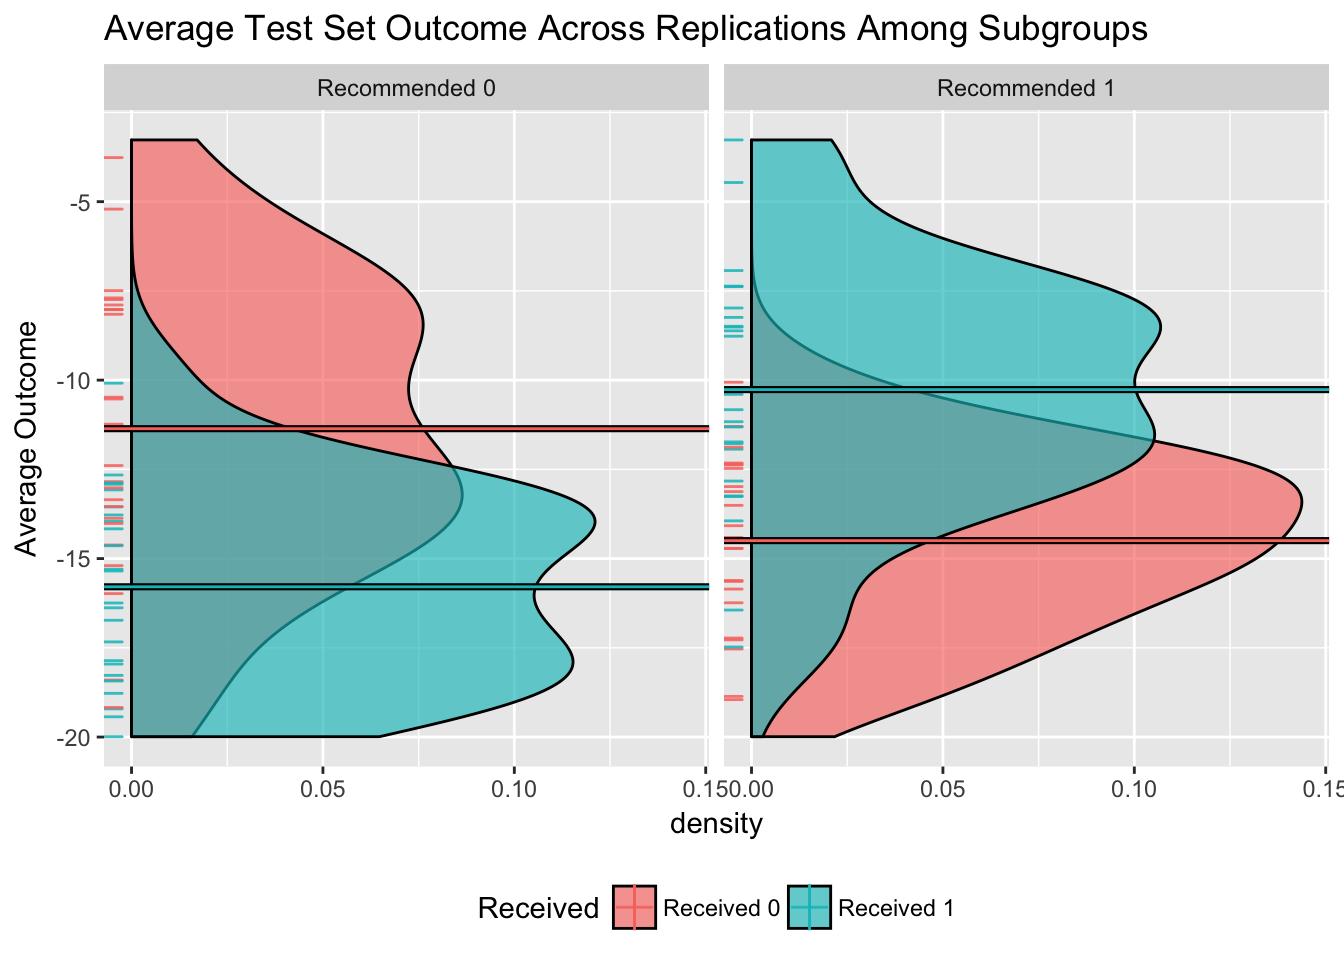 Average Test Set Outcome Across Replications Among Subgroups
Recommended 0
Recommended 1
Average Outcome
-5
-10
-15
-20
0.00 0.05 0.10 0.15
0.00 0.05 0.10 0.15
density
Received
Received 0
Received 1